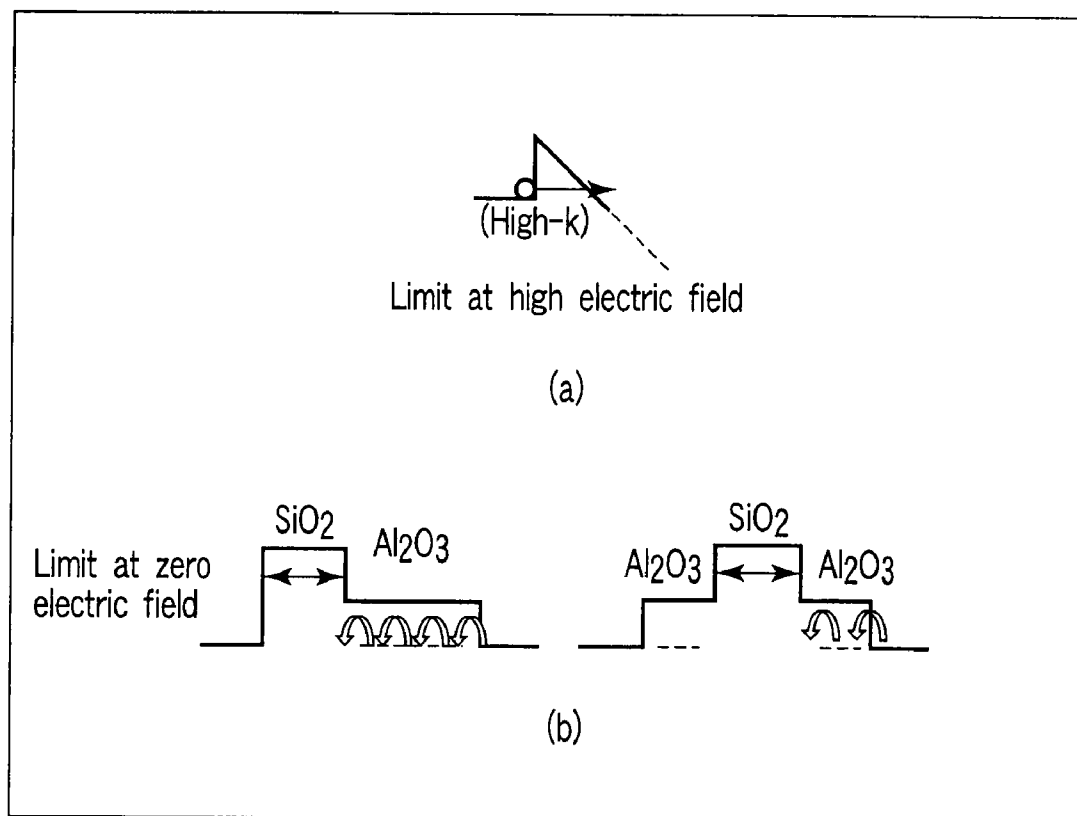 (High-k)
Limit at high electric field
(a)
SiO2
Al2O3
Limit at zero
electric field
SiO2
Al2O3
Al2O3
(b)